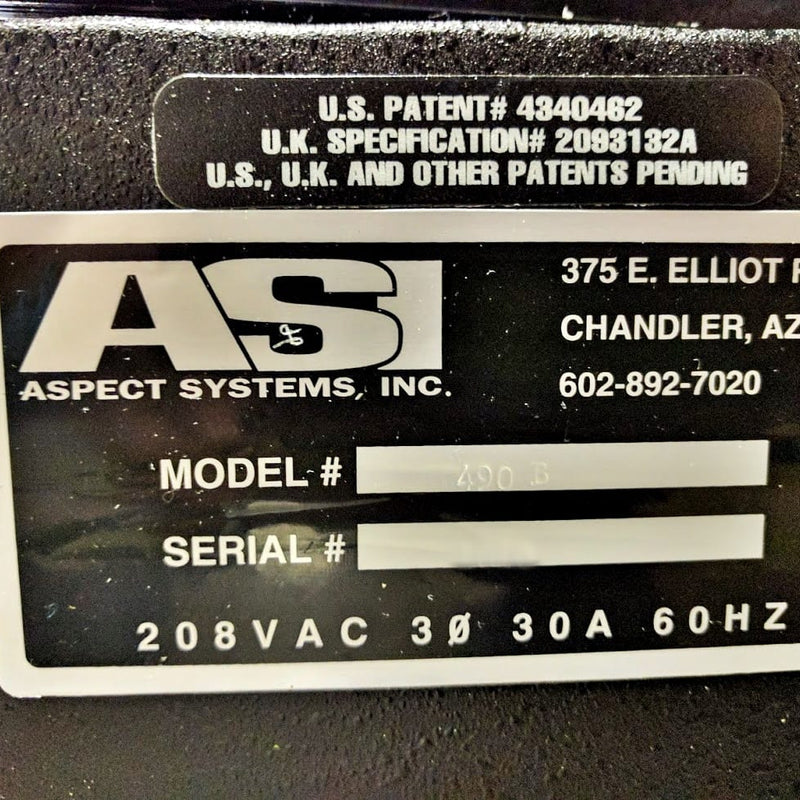 U.S. PATENT# 4340462
U.K. SPECIFICATION# 2093132A
U.S., U.K. AND OTHER PATENTS PENDING
ASI
ASPECT SYSTEMS, INC.
375 E. ELLIOT
CHANDLER, AZ
602-892-7020
MODEL # 490 B
SERIAL #
208VAC 3Ø 30A 60HZ